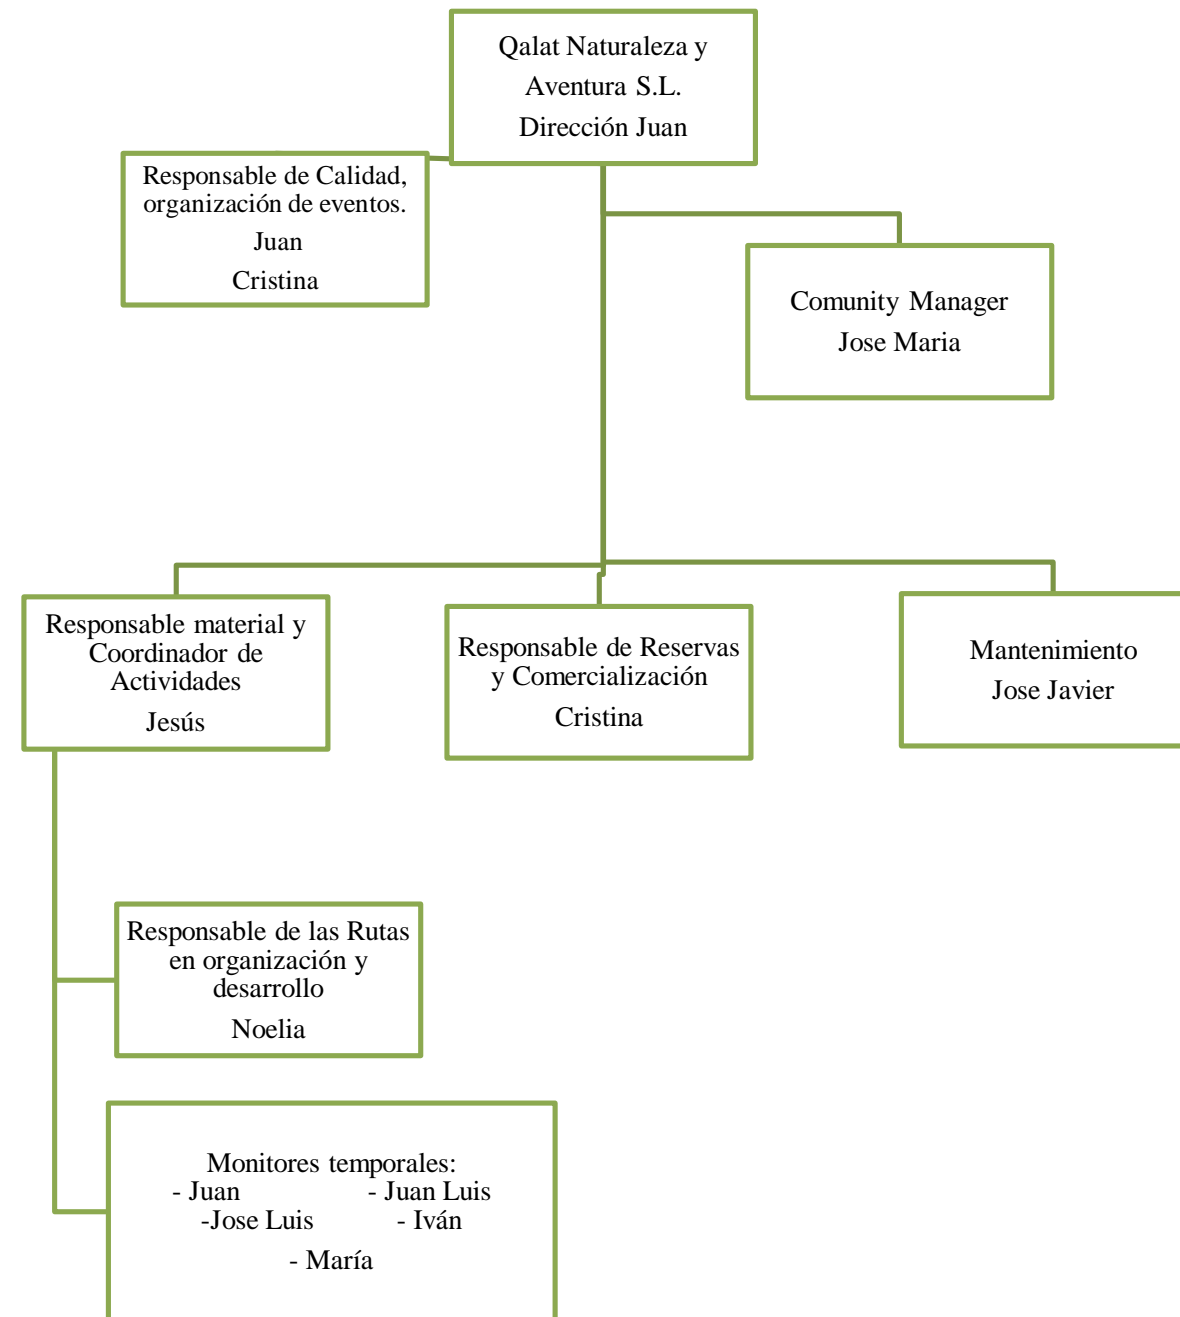 Qalat Naturaleza y
Aventura S.L.
Dirección Juan
Responsable de Calidad,
organización de eventos.
Juan
Cristina
Comunity Manager
Jose Maria
Responsable material y
Coordinador de
Actividades
Jesús
Responsable de Reservas
y Comercialización
Cristina
Mantenimiento
Jose Javier
Responsable de las Rutas
en organización y
desarrollo
Noelia
Monitores temporales:
- Juan - Juan Luis
-Jose Luis - Iván
- María